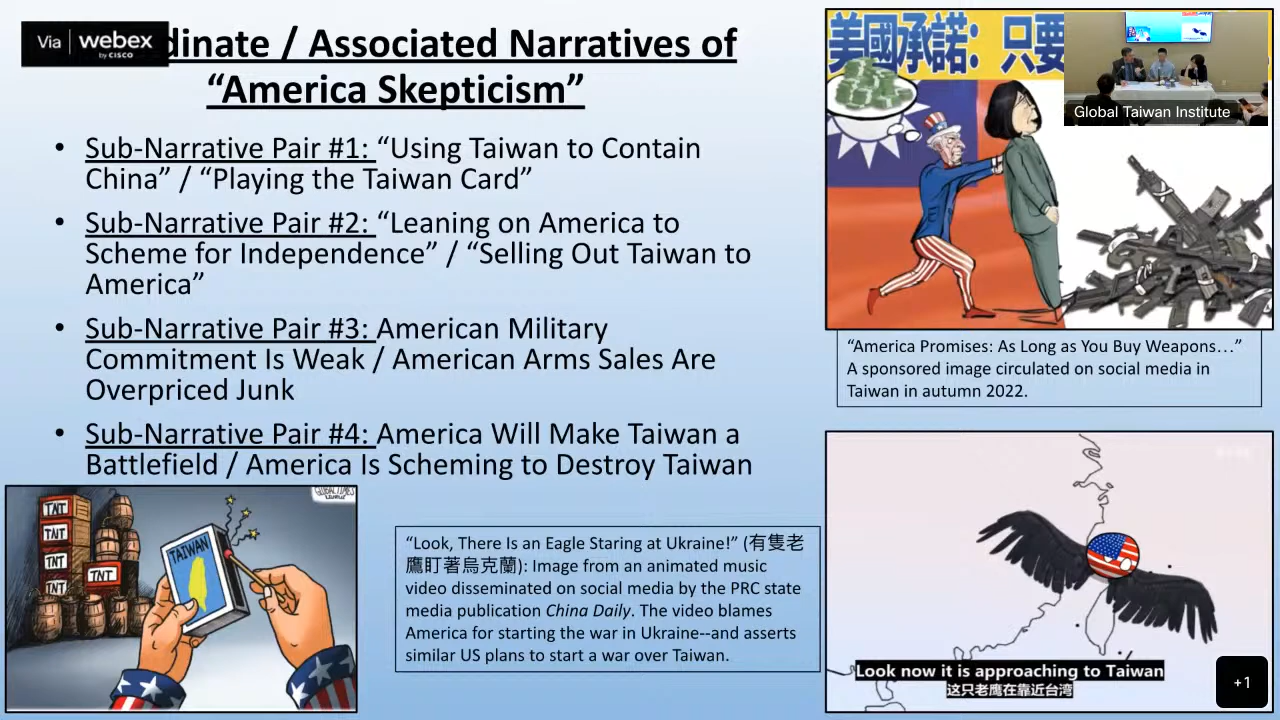 Via webex
by CISCO
dinate / Associated Narratives of
“America Skepticism”
• Sub-Narrative Pair #1: “Using Taiwan to Contain
China” / “Playing the Taiwan Card”
• Sub-Narrative Pair #2: “Leaning on America to
Scheme for Independence” / “Selling Out Taiwan to
America”
• Sub-Narrative Pair #3: American Military
Commitment Is Weak / American Arms Sales Are
Overpriced Junk
• Sub-Narrative Pair #4: America Will Make Taiwan a
Battlefield / America Is Scheming to Destroy Taiwan
美國承諾：只要
Global Taiwan Institute
“America Promises: As Long as You Buy Weapons…”
A sponsored image circulated on social media in
Taiwan in autumn 2022.
GLOBAL TIMES
TNT
TNT
TNT
TNT
TAIWAN
“Look, There Is an Eagle Staring at Ukraine!” (有隻老
鷹盯著烏克蘭): Image from an animated music
video disseminated on social media by the PRC state
media publication China Daily. The video blames
America for starting the war in Ukraine--and asserts
similar US plans to start a war over Taiwan.
Look now it is approaching to Taiwan
这只老鹰在靠近台湾
+1